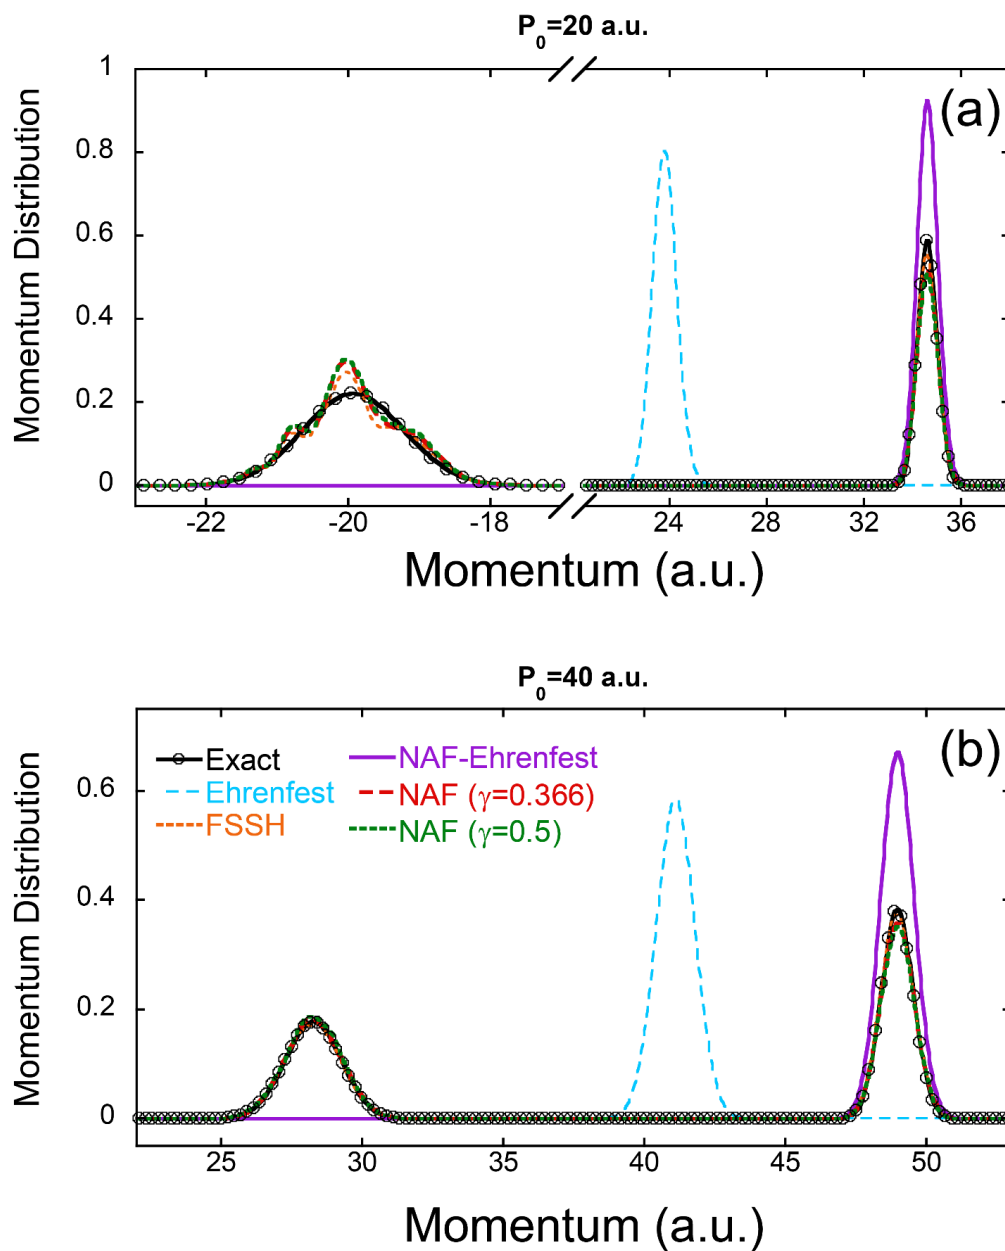 P₀=20 a.u.
(a)
Momentum Distribution
1
0.8
0.6
0.4
0.2
0
-22 -20 -18 24 28 32 36
Momentum (a.u.)
P₀=40 a.u.
(b)
Exact
Ehrenfest
FSSH
NAF-Ehrenfest
NAF (γ=0.366)
NAF (γ=0.5)
Momentum Distribution
0.6
0.4
0.2
0
25 30 35 40 45 50
Momentum (a.u.)